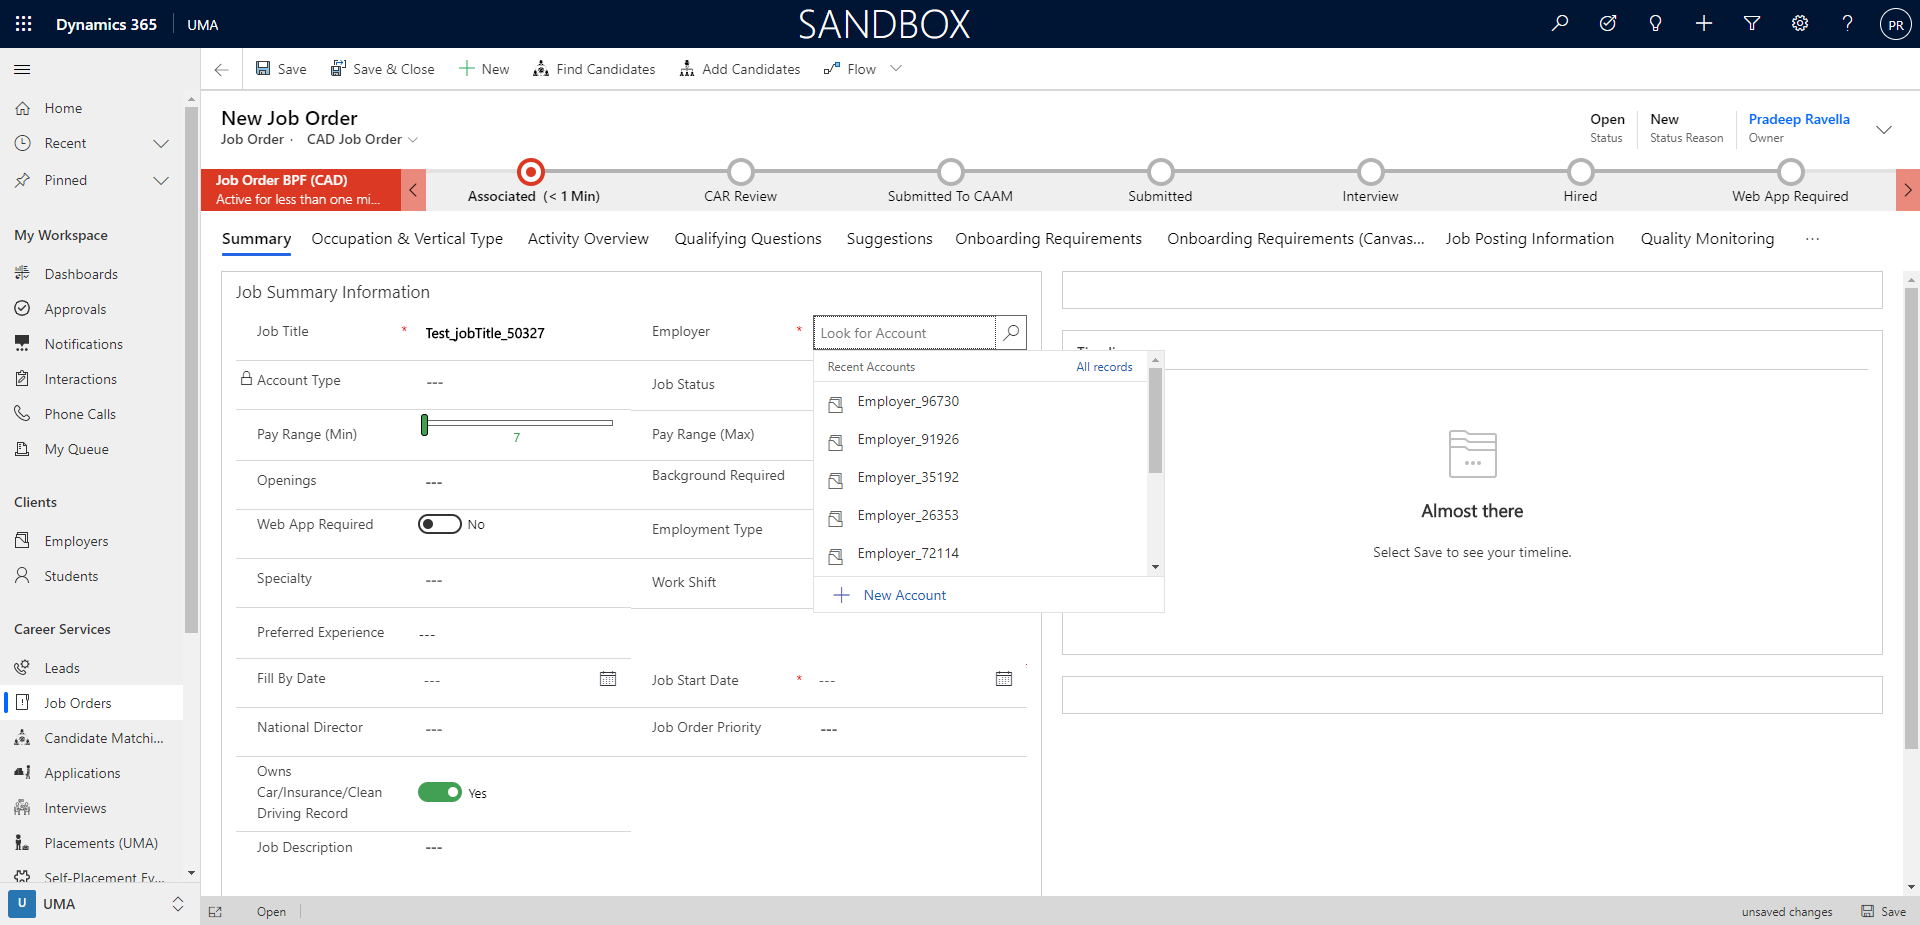 Dynamics 365
UMA
SANDBOX
PR
Save
Save & Close
New
Find Candidates
Add Candidates
Flow
Home
Recent
Pinned
My Workspace
Dashboards
Approvals
Notifications
Interactions
Phone Calls
My Queue
Clients
Employers
Students
Career Services
Leads
Job Orders
Candidate Matchi...
Applications
Interviews
Placements (UMA)
Self-Placement Ev...
U
UMA
New Job Order
Job Order · CAD Job Order
Open
Status
New
Status Reason
Pradeep Ravella
Owner
Job Order BPF (CAD)
Active for less than one mi...
Associated (< 1 Min)
CAR Review
Submitted To CAAM
Submitted
Interview
Hired
Web App Required
Summary
Occupation & Vertical Type
Activity Overview
Qualifying Questions
Suggestions
Onboarding Requirements
Onboarding Requirements (Canvas...
Job Posting Information
Quality Monitoring
...
Job Summary Information
Job Title * Test_jobTitle_50327
Employer * Look for Account
Account Type ---
Job Status
Pay Range (Min) 7
Pay Range (Max)
Openings ---
Background Required
Web App Required No
Employment Type
Specialty ---
Work Shift
Preferred Experience ---
Fill By Date ---
Job Start Date * ---
National Director ---
Job Order Priority ---
Owns
Car/Insurance/Clean
Driving Record
Yes
Job Description ---
Recent Accounts
All records
Employer_96730
Employer_91926
Employer_35192
Employer_26353
Employer_72114
New Account
Almost there
Select Save to see your timeline.
Open
unsaved changes
Save